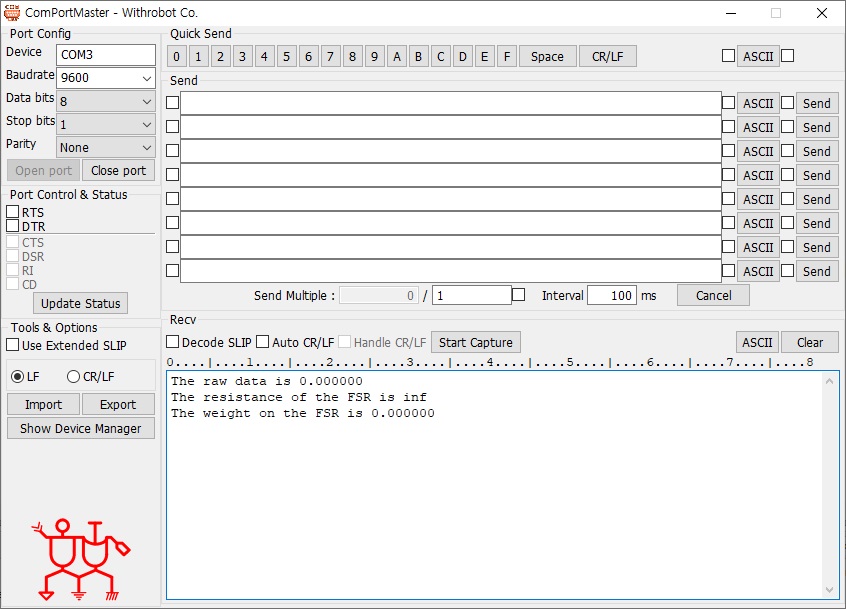 ComPortMaster - Withrobot Co.
Port Config
Device COM3
Baudrate 9600
Data bits 8
Stop bits 1
Parity None
Open port Close port
Port Control & Status
RTS
DTR
CTS
DSR
RI
CD
Update Status
Tools & Options
Use Extended SLIP
LF CR/LF
Import Export
Show Device Manager
Quick Send
0 1 2 3 4 5 6 7 8 9 A B C D E F Space CR/LF ASCII
Send
ASCII Send
ASCII Send
ASCII Send
ASCII Send
ASCII Send
ASCII Send
ASCII Send
ASCII Send
Send Multiple : 0 / 1 Interval 100 ms Cancel
Recv
Decode SLIP Auto CR/LF Handle CR/LF Start Capture ASCII Clear
0....|....1....|....2....|....3....|....4....|....5....|....6....|....7....|....8
The raw data is 0.000000
The resistance of the FSR is inf
The weight on the FSR is 0.000000